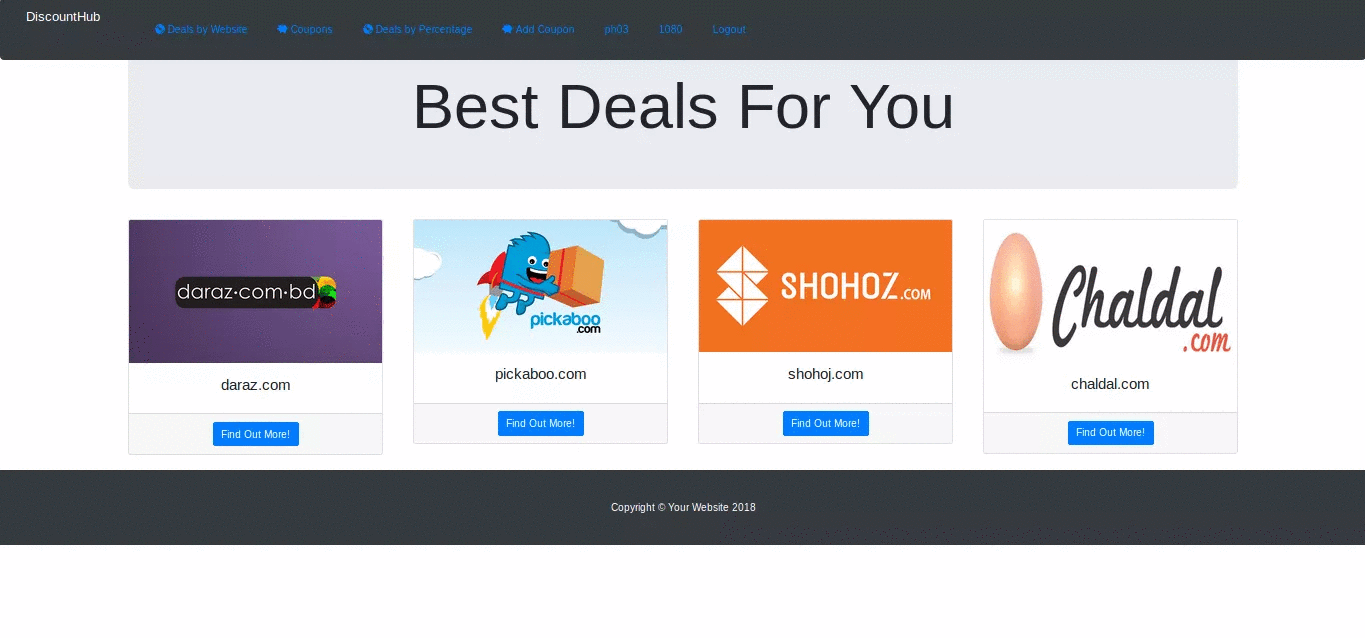 DiscountHub
Deals by Website
Coupons
Deals by Percentage
Add Coupon
ph03
1080
Logout
Best Deals For You
daraz·com·bd
pickaboo
.com
SHOHOZ.COM
Chaldal
.com
daraz.com
pickaboo.com
shohoj.com
chaldal.com
Find Out More!
Find Out More!
Find Out More!
Find Out More!
Copyright © Your Website 2018